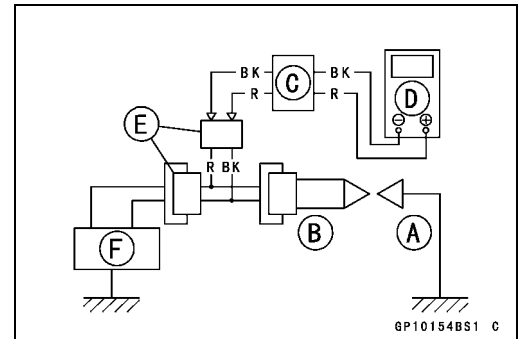 BK C BK
R R
D
⊖ ⊕
E
R BK
F B A
GP10154BS1 C